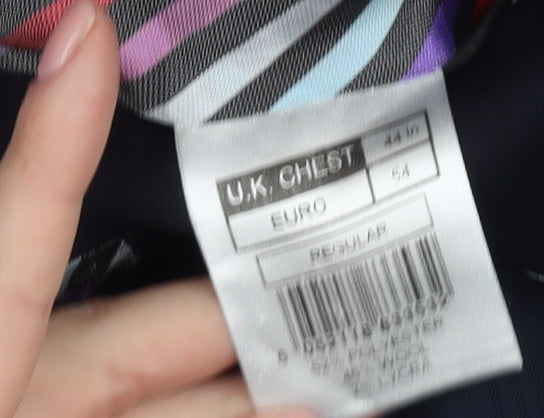 U.K. CHEST 44 in
EURO 54
REGULAR
POLYESTER
WOOL
LYCRA